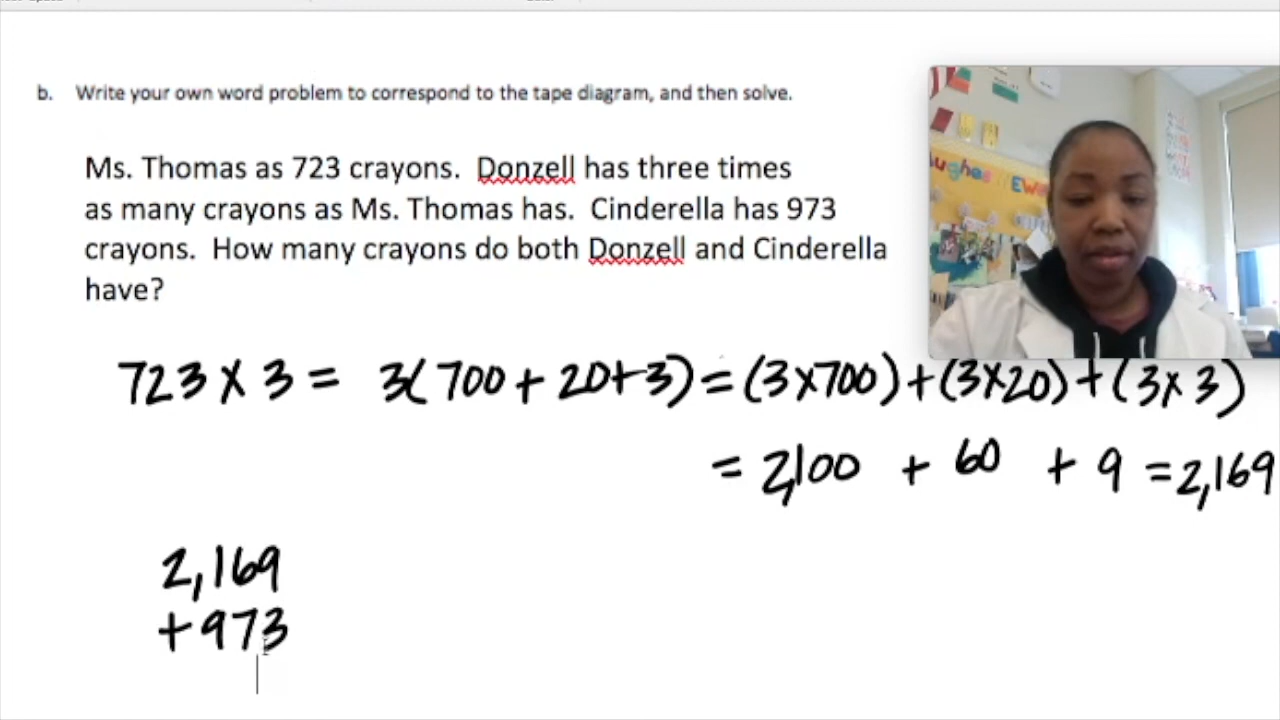 b. Write your own word problem to correspond to the tape diagram, and then solve.
Ms. Thomas as 723 crayons. Donzell has three times
as many crayons as Ms. Thomas has. Cinderella has 973
crayons. How many crayons do both Donzell and Cinderella
have?
723 x 3 = 3(700 + 20+3) = (3x700) + (3x20) + (3x3)
= 2,100 + 60 + 9 = 2,169
2,169
+973